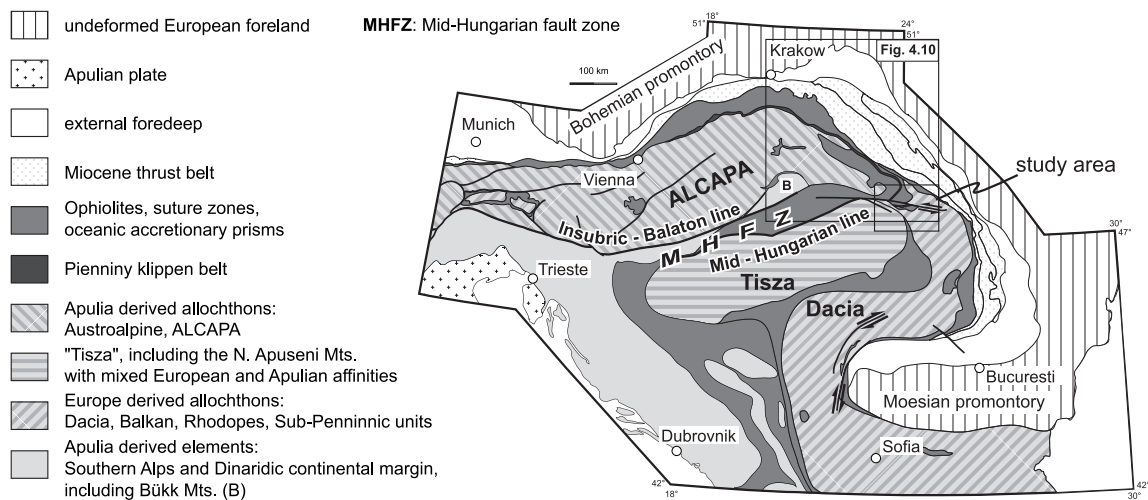 undeformed European foreland
Apulian plate
external foredeep
Miocene thrust belt
Ophiolites, suture zones,
oceanic accretionary prisms
Pienniny klippen belt
Apulia derived allochthons:
Austroalpine, ALCAPA
"Tisza", including the N. Apuseni Mts.
with mixed European and Apulian affinities
Europe derived allochthons:
Dacia, Balkan, Rhodopes, Sub-Penninnic units
Apulia derived elements:
Southern Alps and Dinaridic continental margin,
including Bükk Mts. (B)
MHFZ: Mid-Hungarian fault zone
18°
51°
24°
51°
Fig. 4.10
Krakow
100 km
Bohemian promontory
Munich
Vienna
ALCAPA
B
study area
Insubric - Balaton line
M H F Z
Mid - Hungarian line
30°
47°
Trieste
Tisza
Dacia
Bucuresti
Moesian promontory
Dubrovnik
Sofia
42°
18°
42°
30°